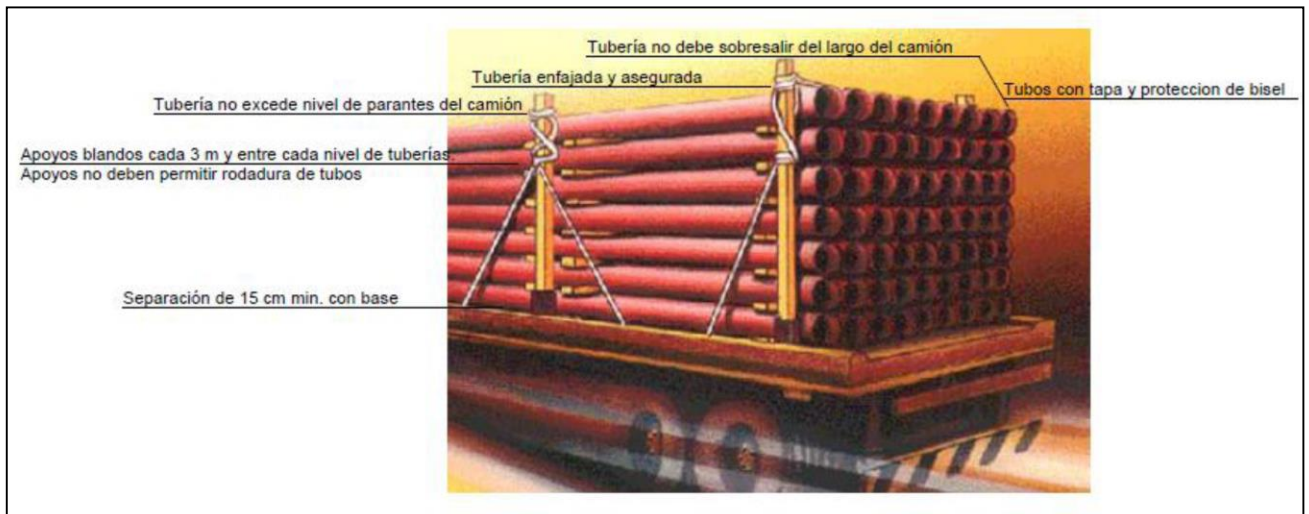 Tubería no debe sobresalir del largo del camión
Tubería enfajada y asegurada
Tubos con tapa y proteccion de bisel
Tubería no excede nivel de parantes del camión
Apoyos blandos cada 3 m y entre cada nivel de tuberías.
Apoyos no deben permitir rodadura de tubos
Separación de 15 cm min. con base